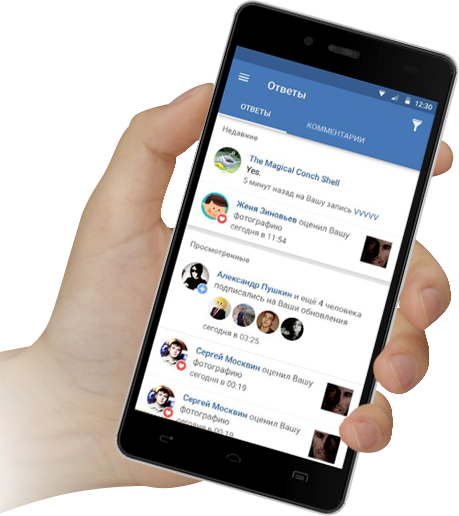 12:30
Ответы
ОТВЕТЫ
КОММЕНТАРИИ
Недавние
The Magical Conch Shell
Yes.
5 минут назад на Вашу запись VVVVV
Женя Зиновьев оценил Вашу
фотографию
сегодня в 11:54
Просмотренные
Александр Пушкин и ещё 4 человека
подписались на Ваши обновления
сегодня в 03:25
Сергей Москвин оценил Вашу
фотографию
сегодня в 00:19
Сергей Москвин оценил Вашу
фотографию
сегодня в 00:19